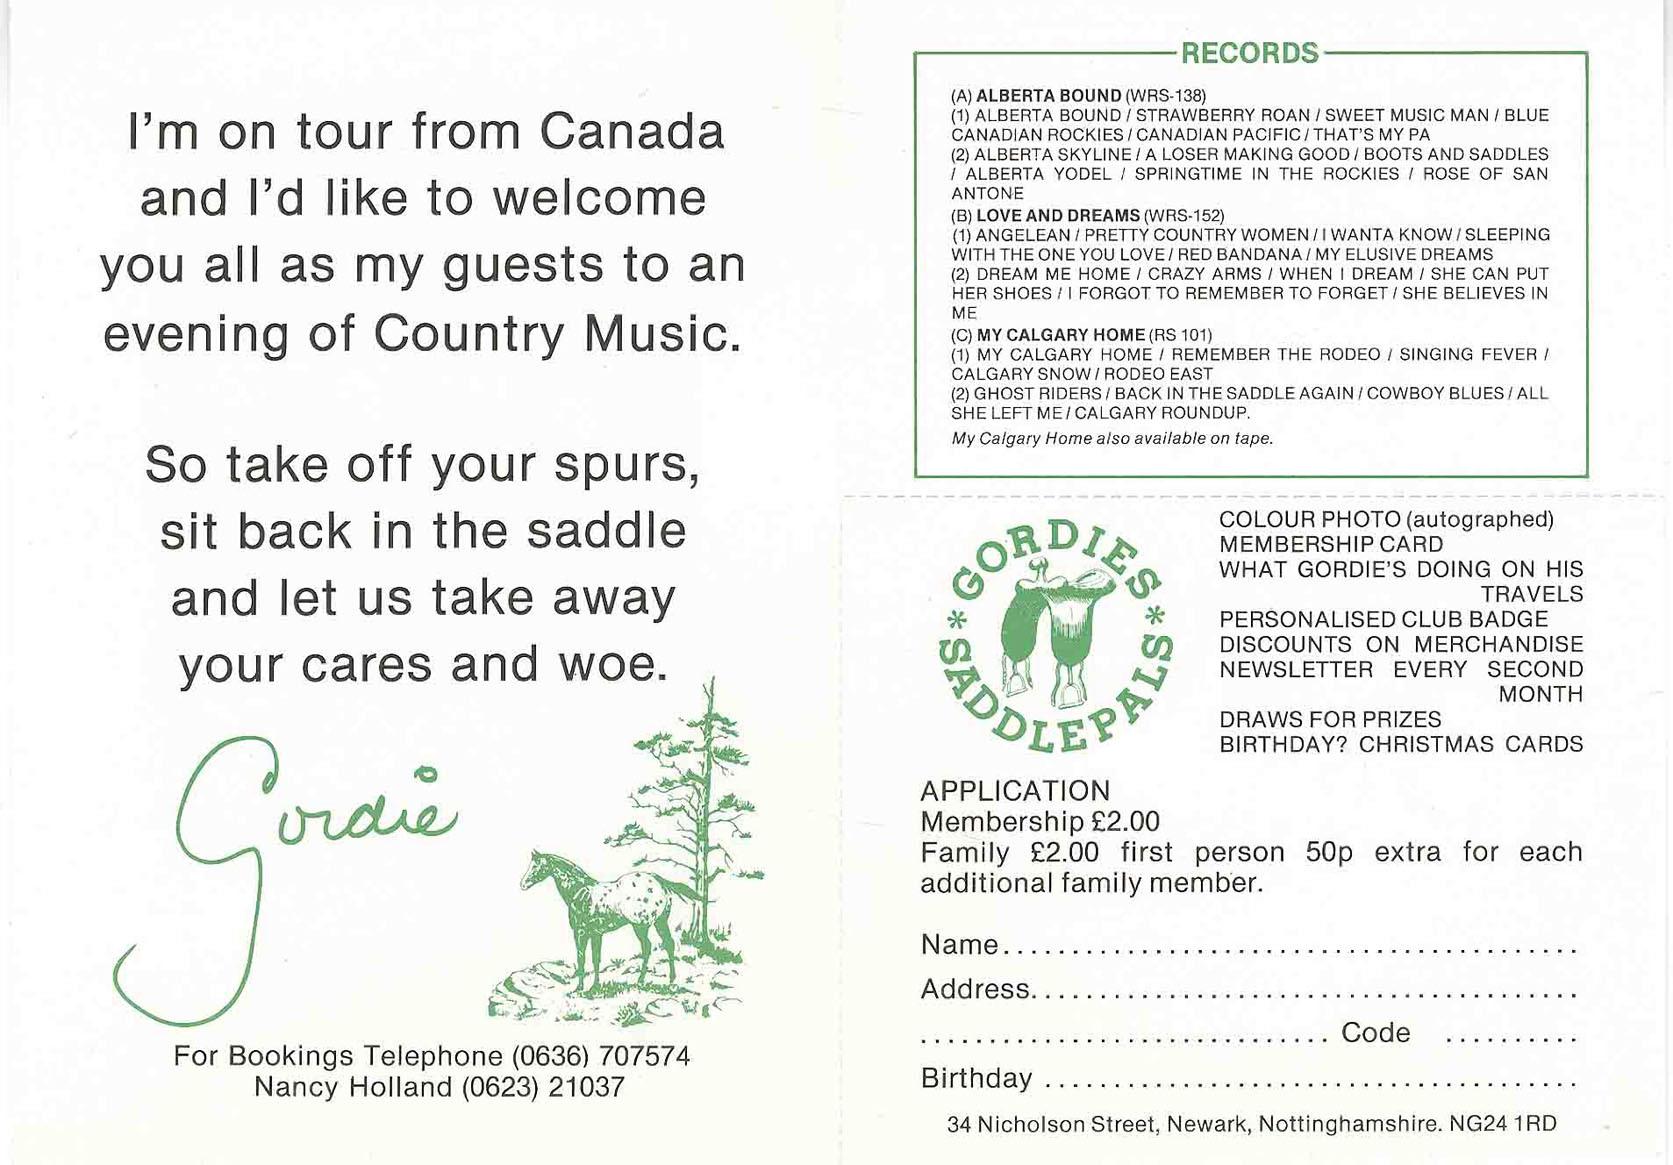 I'm on tour from Canada
and I'd like to welcome
you all as my guests to an
evening of Country Music.
So take off your spurs,
sit back in the saddle
and let us take away
your cares and woe.
Gordie
For Bookings Telephone (0636) 707574
Nancy Holland (0623) 21037
RECORDS
(A) ALBERTA BOUND (WRS-138)
(1) ALBERTA BOUND / STRAWBERRY ROAN / SWEET MUSIC MAN / BLUE
CANADIAN ROCKIES / CANADIAN PACIFIC / THAT'S MY PA
(2) ALBERTA SKYLINE / A LOSER MAKING GOOD / BOOTS AND SADDLES
/ ALBERTA YODEL / SPRINGTIME IN THE ROCKIES / ROSE OF SAN
ANTONE
(B) LOVE AND DREAMS (WRS-152)
(1) ANGELEAN / PRETTY COUNTRY WOMEN / I WANTA KNOW / SLEEPING
WITH THE ONE YOU LOVE / RED BANDANA / MY ELUSIVE DREAMS
(2) DREAM ME HOME / CRAZY ARMS / WHEN I DREAM / SHE CAN PUT
HER SHOES / I FORGOT TO REMEMBER TO FORGET / SHE BELIEVES IN
ME
(C) MY CALGARY HOME (RS 101)
(1) MY CALGARY HOME / REMEMBER THE RODEO / SINGING FEVER /
CALGARY SNOW / RODEO EAST
(2) GHOST RIDERS / BACK IN THE SADDLE AGAIN / COWBOY BLUES / ALL
SHE LEFT ME / CALGARY ROUNDUP.
My Calgary Home also available on tape.
GORDIES
* SADDLEPALS *
COLOUR PHOTO (autographed)
MEMBERSHIP CARD
WHAT GORDIE'S DOING ON HIS
TRAVELS
PERSONALISED CLUB BADGE
DISCOUNTS ON MERCHANDISE
NEWSLETTER EVERY SECOND
MONTH
DRAWS FOR PRIZES
BIRTHDAY? CHRISTMAS CARDS
APPLICATION
Membership £2.00
Family £2.00 first person 50p extra for each
additional family member.
Name..........................................
Address........................................
.............................. Code ..........
Birthday .......................................
34 Nicholson Street, Newark, Nottinghamshire. NG24 1RD